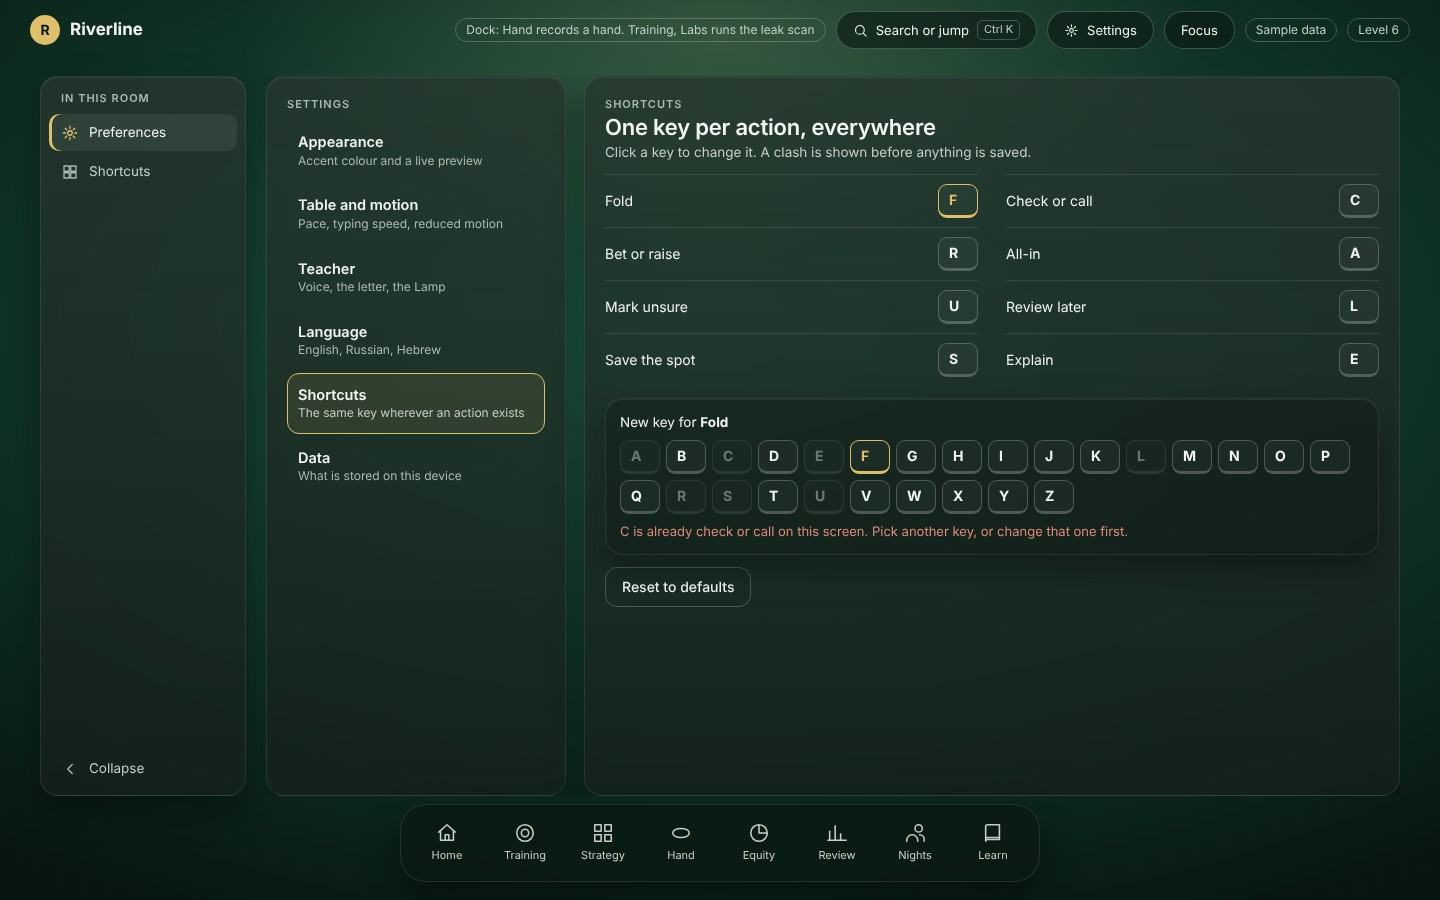 R Riverline
Dock: Hand records a hand. Training, Labs runs the leak scan
Search or jump Ctrl K
Settings
Focus
Sample data
Level 6
IN THIS ROOM
Preferences
Shortcuts
Collapse
SETTINGS
Appearance
Accent colour and a live preview
Table and motion
Pace, typing speed, reduced motion
Teacher
Voice, the letter, the Lamp
Language
English, Russian, Hebrew
Shortcuts
The same key wherever an action exists
Data
What is stored on this device
SHORTCUTS
One key per action, everywhere
Click a key to change it. A clash is shown before anything is saved.
Fold F
Check or call C
Bet or raise R
All-in A
Mark unsure U
Review later L
Save the spot S
Explain E
New key for Fold
A B C D E F G H I J K L M N O P
Q R S T U V W X Y Z
C is already check or call on this screen. Pick another key, or change that one first.
Reset to defaults
Home
Training
Strategy
Hand
Equity
Review
Nights
Learn